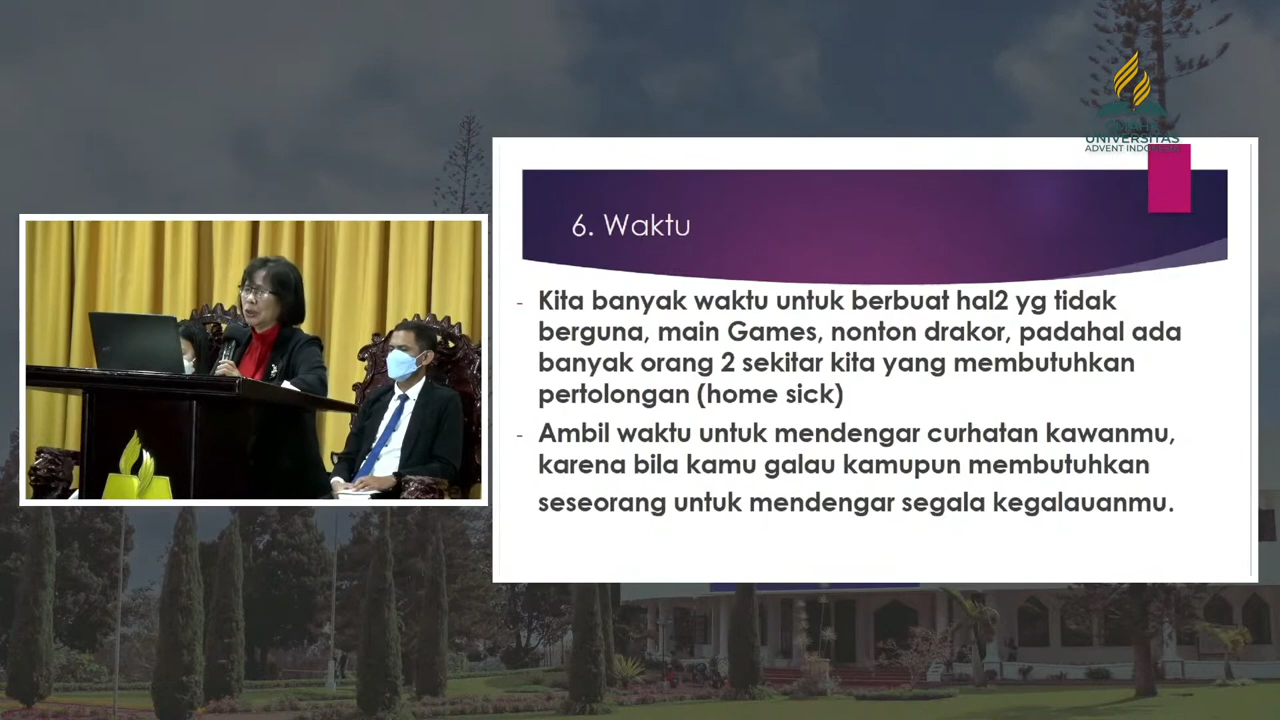 UNIVERSITAS
ADVENT INDONESIA
6. Waktu
- Kita banyak waktu untuk berbuat hal2 yg tidak
berguna, main Games, nonton drakor, padahal ada
banyak orang 2 sekitar kita yang membutuhkan
pertolongan (home sick)
- Ambil waktu untuk mendengar curhatan kawanmu,
karena bila kamu galau kamupun membutuhkan
seseorang untuk mendengar segala kegalauanmu.